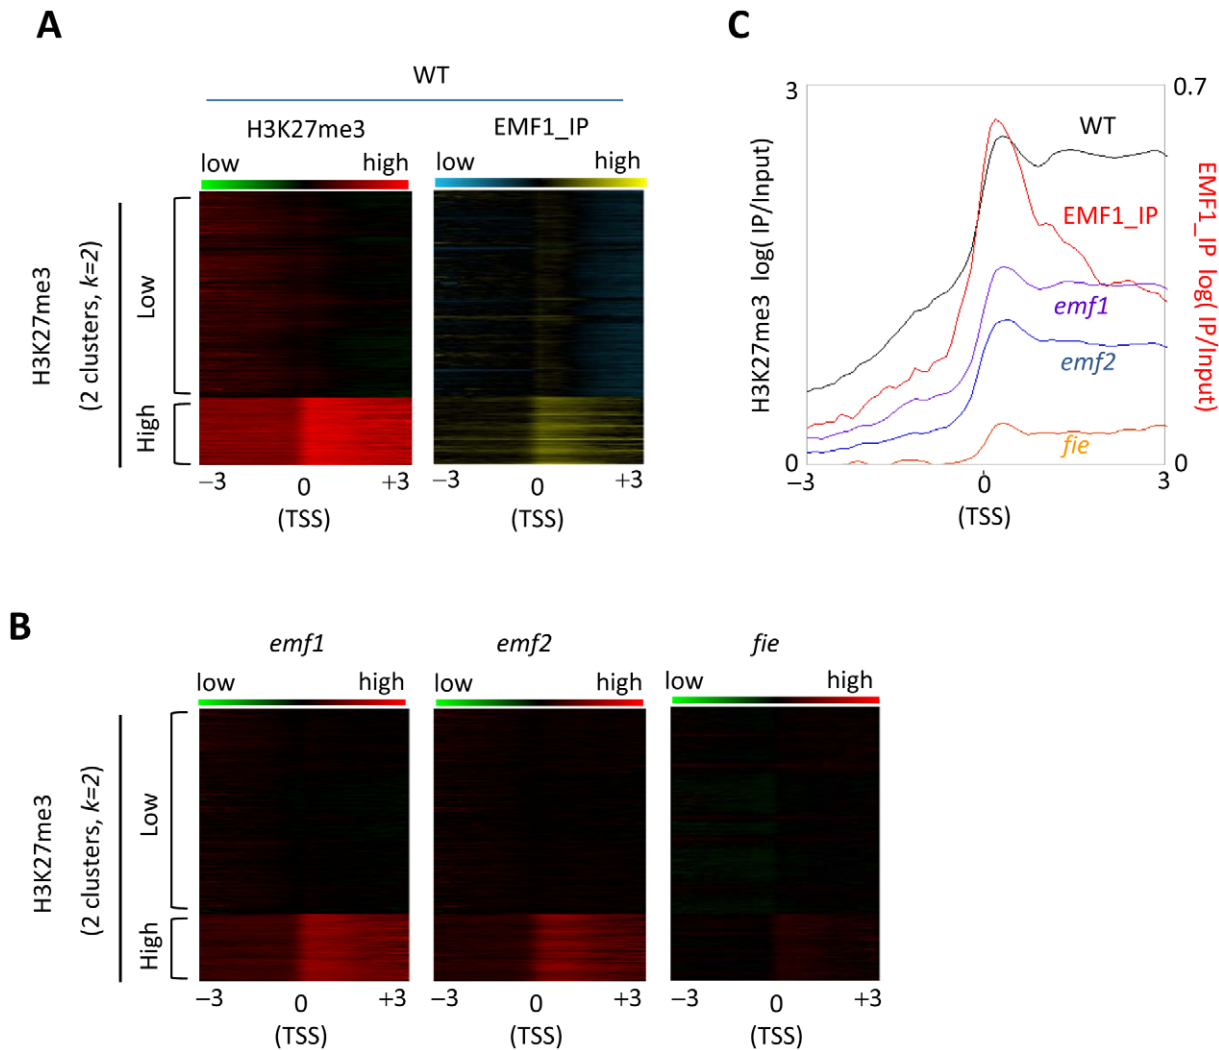 A
WT
H3K27me3
EMF1_IP
low
high
low
high
H3K27me3
(2 clusters, k=2)
Low
High
–3
0
+3
(TSS)
–3
0
+3
(TSS)
C
3
0.7
H3K27me3 log( IP/Input)
WT
EMF1_IP
emf1
emf2
fie
EMF1_IP log( IP/Input)
0
0
–3
0
3
(TSS)
B
emf1
emf2
fie
low
high
low
high
low
high
H3K27me3
(2 clusters, k=2)
Low
High
–3
0
+3
(TSS)
–3
0
+3
(TSS)
–3
0
+3
(TSS)